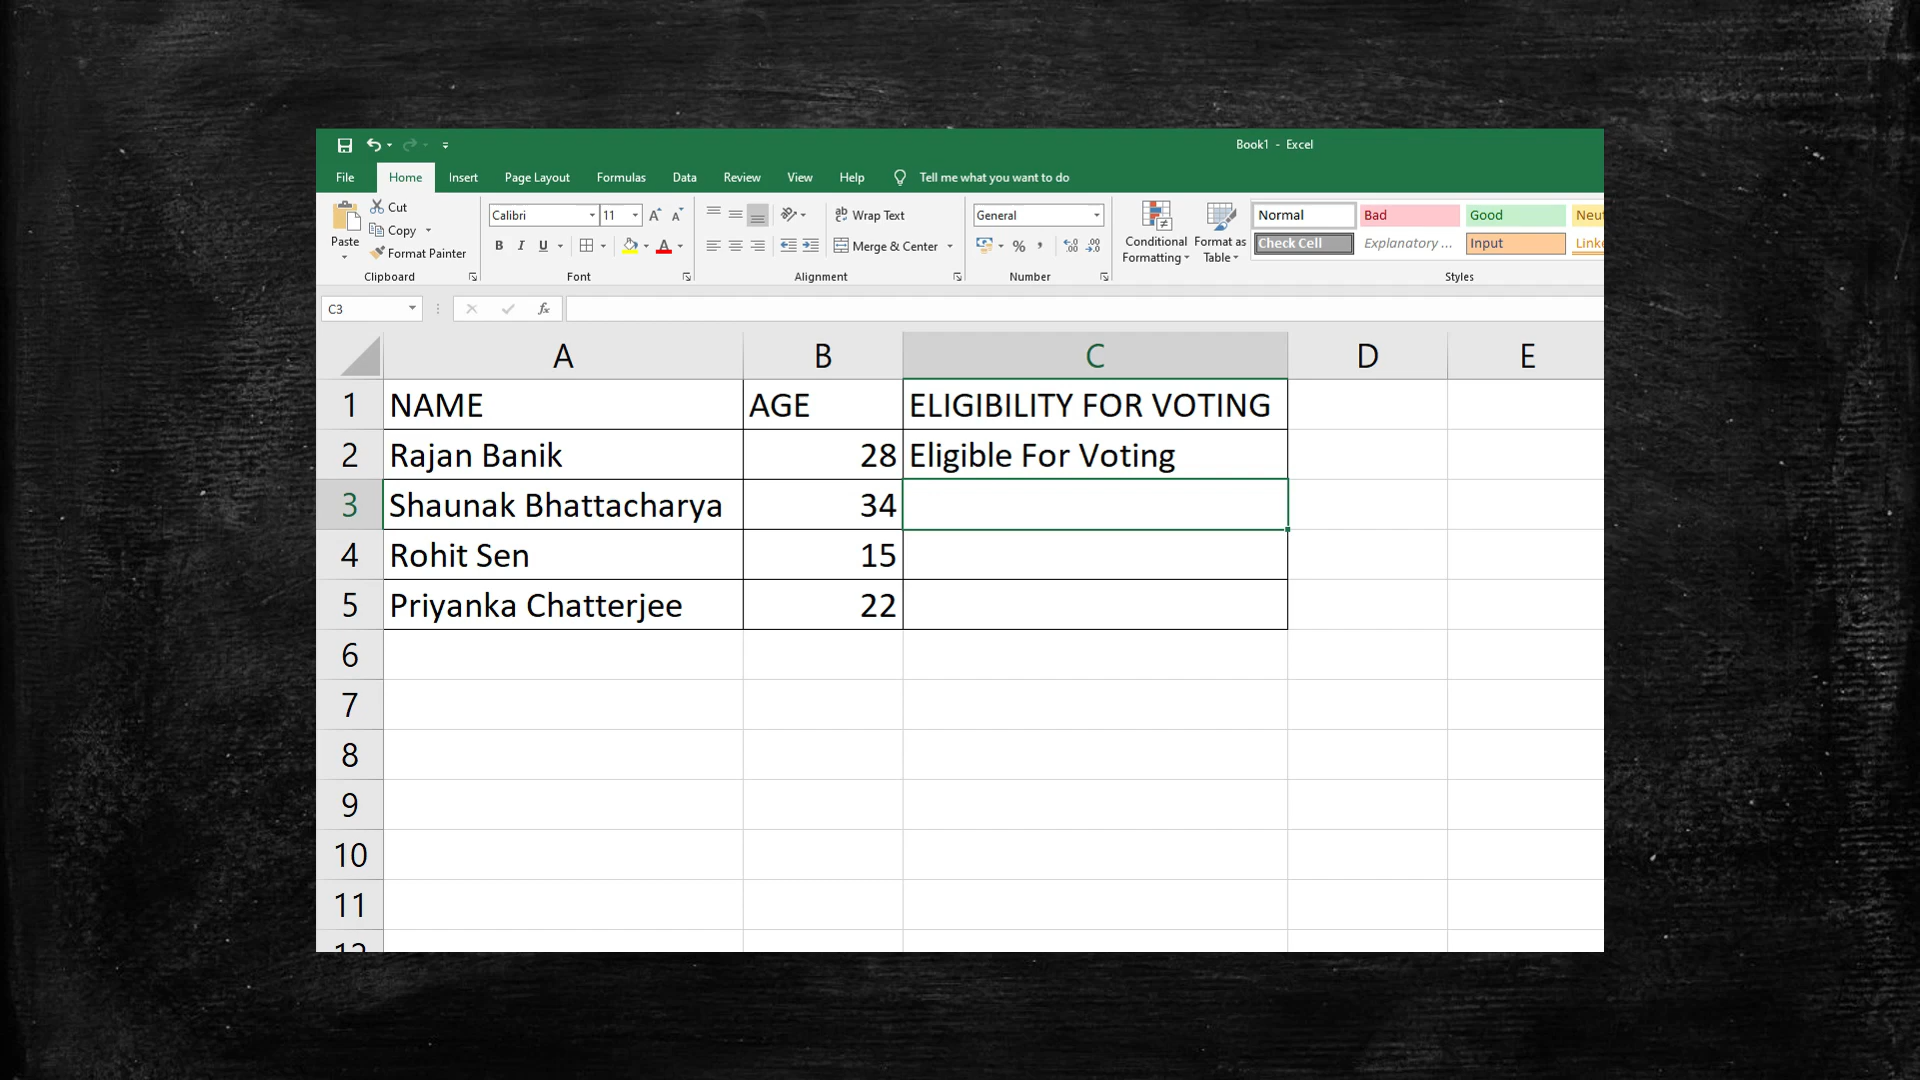 Book1 - Excel
File Home Insert Page Layout Formulas Data Review View Help Tell me what you want to do
Paste
Cut
Copy
Format Painter
Clipboard
Calibri 11
B I U A
Font
Wrap Text
Merge & Center
Alignment
General
% ,
Number
Conditional Formatting
Format as Table
Normal Bad Good Neut
Check Cell Explanatory ... Input Linke
Styles
C3 fx
A B C D E
1 NAME AGE ELIGIBILITY FOR VOTING
2 Rajan Banik 28 Eligible For Voting
3 Shaunak Bhattacharya 34
4 Rohit Sen 15
5 Priyanka Chatterjee 22
6
7
8
9
10
11
12